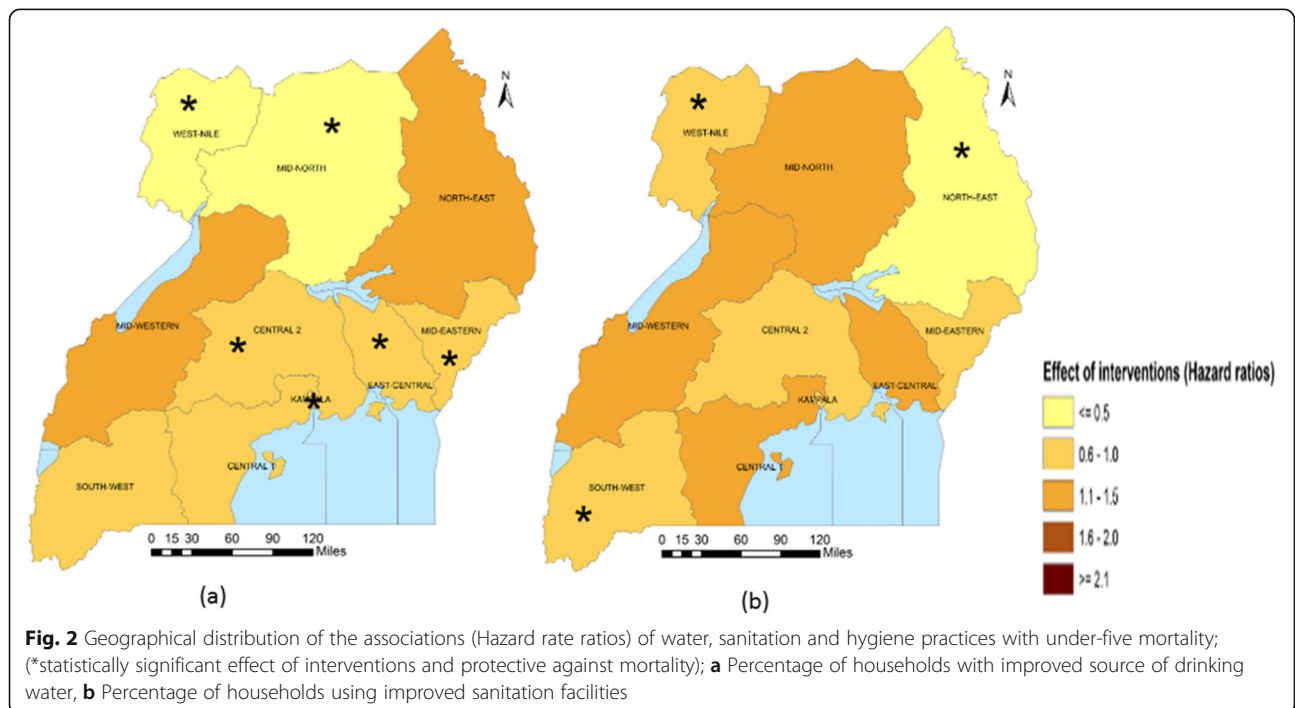 N
*
WEST-NILE
*
MID-NORTH
NORTH-EAST
MID-WESTERN
*
CENTRAL 2
*
EAST-CENTRAL
MID-EASTERN
*
KAMPALA
*
CENTRAL 1
SOUTH-WEST
0 15 30 60 90 120
Miles
(a)
N
*
WEST-NILE
MID-NORTH
*
NORTH-EAST
MID-WESTERN
CENTRAL 2
MID-EASTERN
EAST-CENTRAL
KAMPALA
CENTRAL 1
SOUTH-WEST
*
0 15 30 60 90 120
Miles
(b)
Effect of interventions (Hazard ratios)
<= 0.5
0.6 - 1.0
1.1 - 1.5
1.6 - 2.0
>= 2.1
Fig. 2 Geographical distribution of the associations (Hazard rate ratios) of water, sanitation and hygiene practices with under-five mortality;
(*statistically significant effect of interventions and protective against mortality); a Percentage of households with improved source of drinking
water, b Percentage of households using improved sanitation facilities